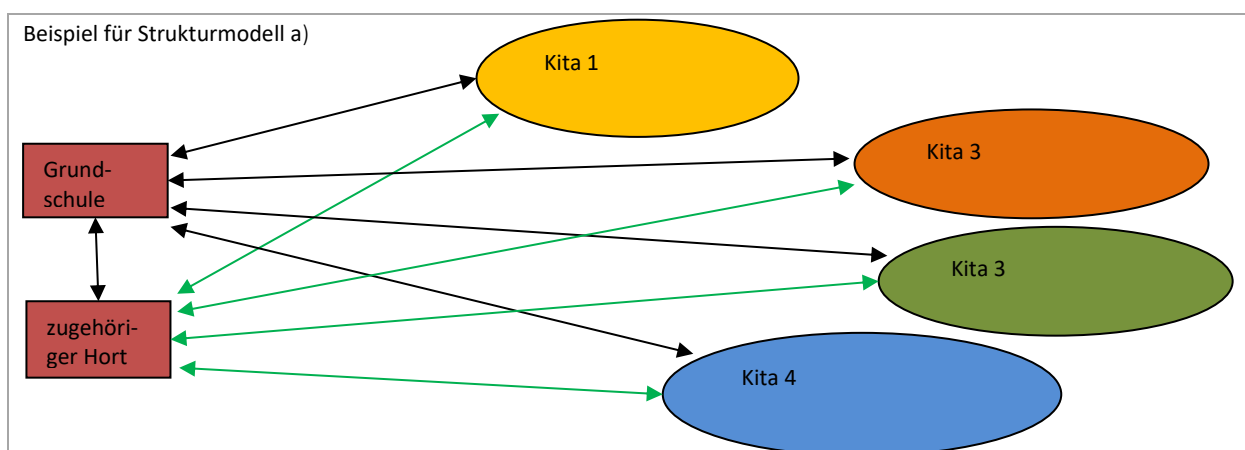 Beispiel für Strukturmodell a)
Kita 1
Kita 3
Grund-
schule
Kita 3
zugehöri-
ger Hort
Kita 4